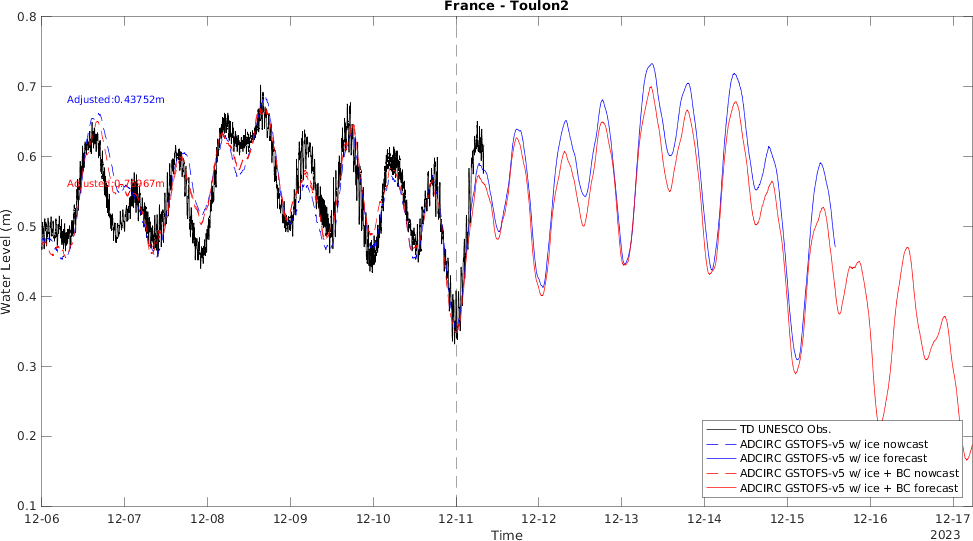 France - Toulon2
0.8
0.7
0.6
0.5
0.4
0.3
0.2
0.1
Water Level (m)
Adjusted:0.43752m
TD UNESCO Obs.
ADCIRC GSTOFS-v5 w/ ice nowcast
ADCIRC GSTOFS-v5 w/ ice forecast
ADCIRC GSTOFS-v5 w/ ice + BC nowcast
ADCIRC GSTOFS-v5 w/ ice + BC forecast
12-06 12-07 12-08 12-09 12-10 12-11 12-12 12-13 12-14 12-15 12-16 12-17
Time
2023